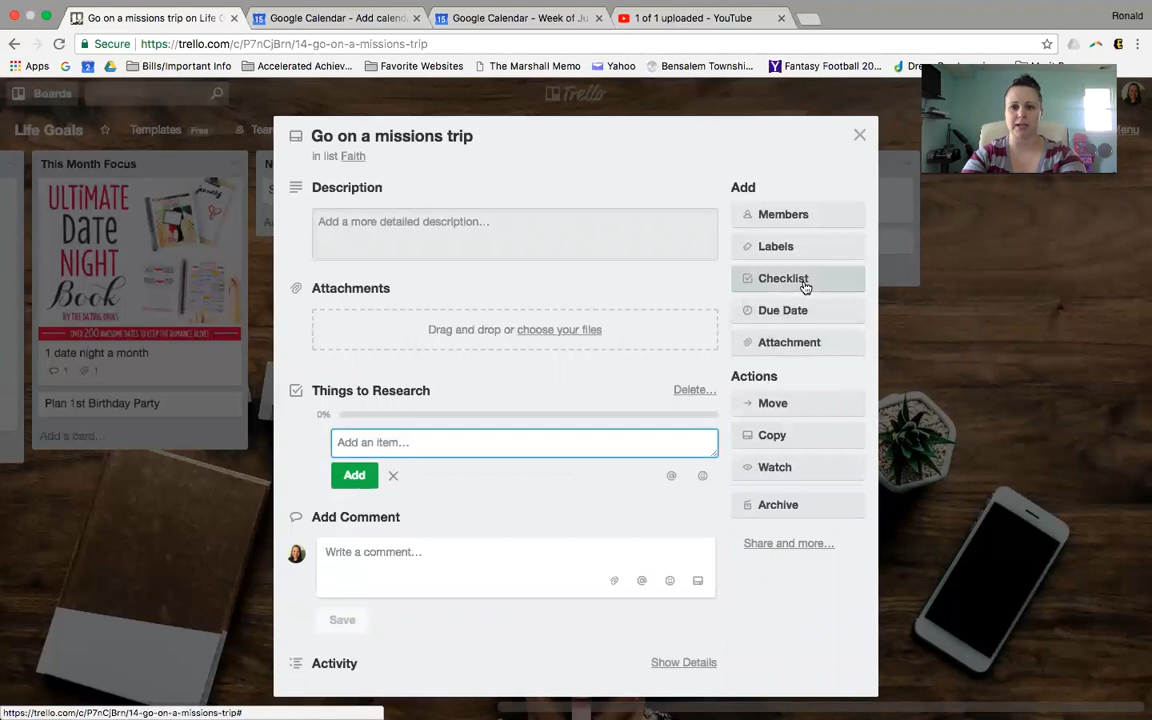 Go on a missions trip on Life G
Google Calendar - Add calend
Google Calendar - Week of Ju
1 of 1 uploaded - YouTube
Ronald
Secure
https://trello.com/c/P7nCjBrn/14-go-on-a-missions-trip
Apps
Bills/Important Info
Accelerated Achiev...
Favorite Websites
The Marshall Memo
Yahoo
Bensalem Townshi...
Fantasy Football 20...
Boards
Trello
Life Goals
Templates
Free
Menu
This Month Focus
ULTIMATE
DATE
NIGHT
Book
BY THE DATING DIVAS
OVER 200 AWESOME DATES TO KEEP THE ROMANCE ALIVE!
1 date night a month
1
1
Plan 1st Birthday Party
Add a card...
Go on a missions trip
in list Faith
Description
Add a more detailed description...
Attachments
Drag and drop or choose your files
Things to Research
Delete...
0%
Add an item...
Add
Add Comment
Write a comment...
Save
Activity
Show Details
Add
Members
Labels
Checklist
Due Date
Attachment
Actions
Move
Copy
Watch
Archive
Share and more...
https://trello.com/c/P7nCjBrn/14-go-on-a-missions-trip#